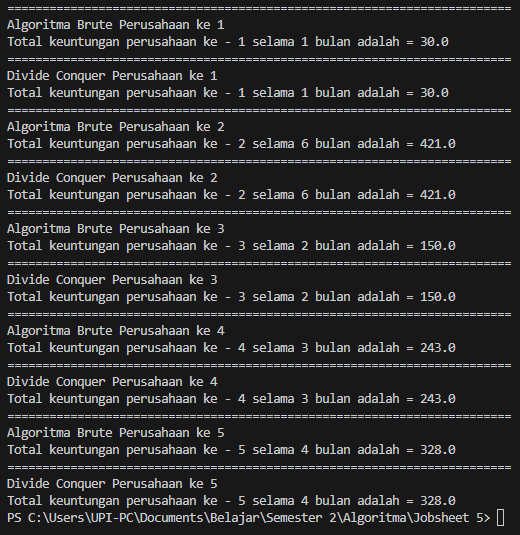 ========================================================================
Algoritma Brute Perusahaan ke 1
Total keuntungan perusahaan ke - 1 selama 1 bulan adalah = 30.0
========================================================================
Divide Conquer Perusahaan ke 1
Total keuntungan perusahaan ke - 1 selama 1 bulan adalah = 30.0
========================================================================
Algoritma Brute Perusahaan ke 2
Total keuntungan perusahaan ke - 2 selama 6 bulan adalah = 421.0
========================================================================
Divide Conquer Perusahaan ke 2
Total keuntungan perusahaan ke - 2 selama 6 bulan adalah = 421.0
========================================================================
Algoritma Brute Perusahaan ke 3
Total keuntungan perusahaan ke - 3 selama 2 bulan adalah = 150.0
========================================================================
Divide Conquer Perusahaan ke 3
Total keuntungan perusahaan ke - 3 selama 2 bulan adalah = 150.0
========================================================================
Algoritma Brute Perusahaan ke 4
Total keuntungan perusahaan ke - 4 selama 3 bulan adalah = 243.0
========================================================================
Divide Conquer Perusahaan ke 4
Total keuntungan perusahaan ke - 4 selama 3 bulan adalah = 243.0
========================================================================
Algoritma Brute Perusahaan ke 5
Total keuntungan perusahaan ke - 5 selama 4 bulan adalah = 328.0
========================================================================
Divide Conquer Perusahaan ke 5
Total keuntungan perusahaan ke - 5 selama 4 bulan adalah = 328.0
PS C:\Users\UPI-PC\Documents\Belajar\Semester 2\Algoritma\Jobsheet 5>